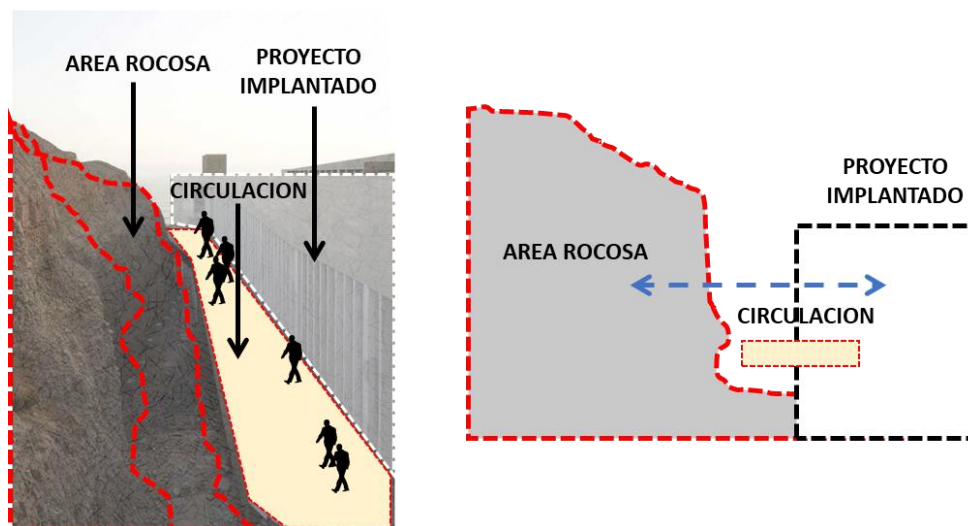 AREA ROCOSA
PROYECTO
IMPLANTADO
CIRCULACION
PROYECTO
IMPLANTADO
AREA ROCOSA
CIRCULACION